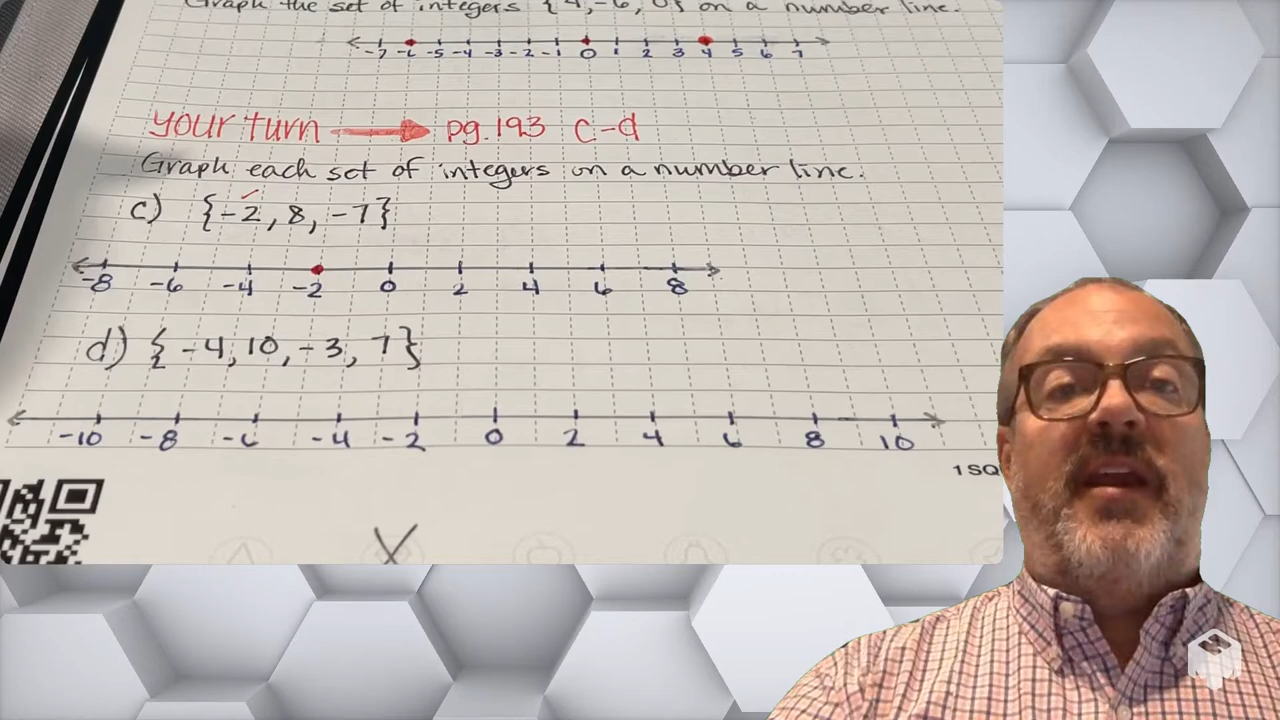 Graph the set of integers {4, -6, 0} on a number line.
-7 -6 -5 -4 -3 -2 -1 0 1 2 3 4 5 6 7
your turn → pg. 193 c-d
Graph each set of integers on a number line.
c) {-2, 8, -7}
-8 -6 -4 -2 0 2 4 6 8
d) {-4, 10, -3, 7}
-10 -8 -6 -4 -2 0 2 4 6 8 10
1 SQ
X